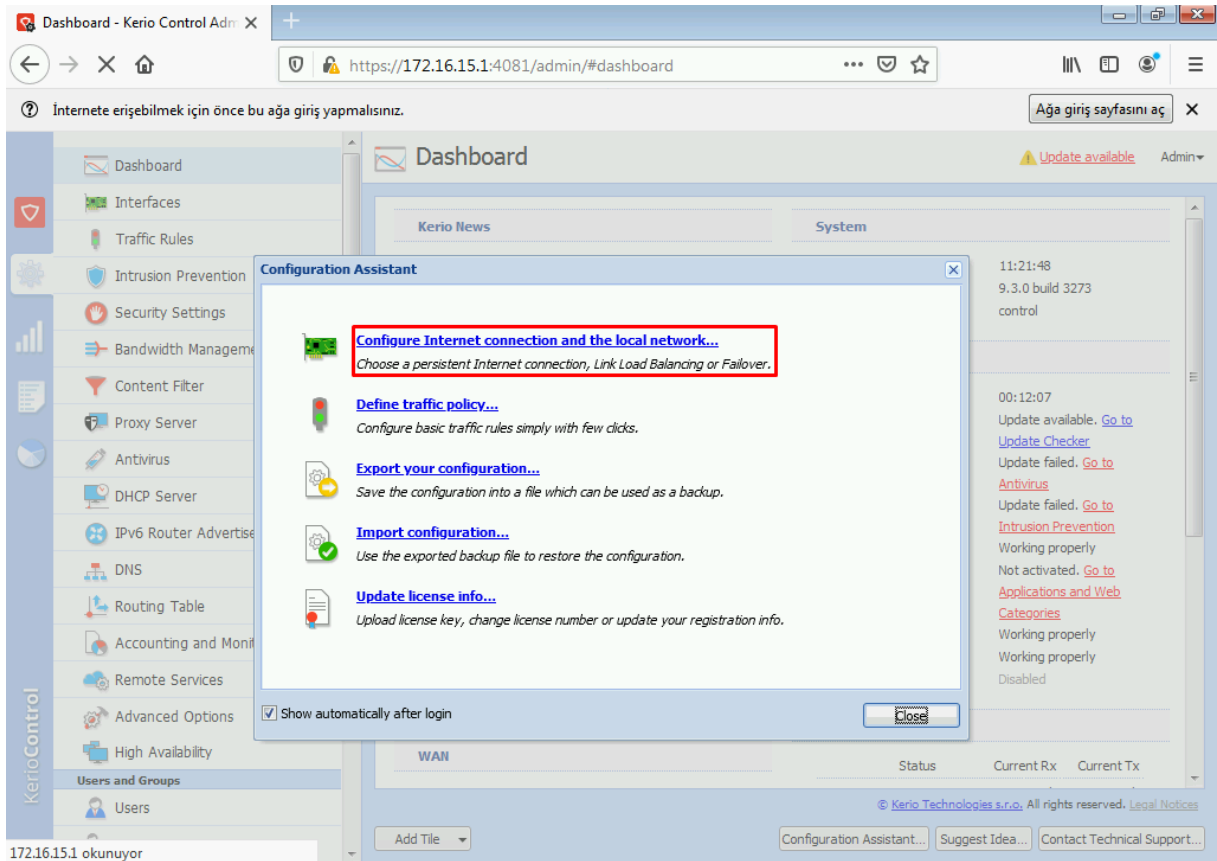 Dashboard - Kerio Control Adm
https://172.16.15.1:4081/admin/#dashboard
İnternete erişebilmek için önce bu ağa giriş yapmalısınız.
Ağa giriş sayfasını aç
Dashboard
Interfaces
Traffic Rules
Intrusion Prevention
Security Settings
Bandwidth Manageme
Content Filter
Proxy Server
Antivirus
DHCP Server
IPv6 Router Advertise
DNS
Routing Table
Accounting and Monit
Remote Services
Advanced Options
High Availability
Users and Groups
Users
KerioControl
172.16.15.1 okunuyor
Dashboard
Update available
Admin
Kerio News
System
11:21:48
9.3.0 build 3273
control
00:12:07
Update available. Go to
Update Checker
Update failed. Go to
Antivirus
Update failed. Go to
Intrusion Prevention
Working properly
Not activated. Go to
Applications and Web
Categories
Working properly
Working properly
Disabled
Configuration Assistant
Configure Internet connection and the local network...
Choose a persistent Internet connection, Link Load Balancing or Failover.
Define traffic policy...
Configure basic traffic rules simply with few clicks.
Export your configuration...
Save the configuration into a file which can be used as a backup.
Import configuration...
Use the exported backup file to restore the configuration.
Update license info...
Upload license key, change license number or update your registration info.
Show automatically after login
Close
WAN
Status Current Rx Current Tx
© Kerio Technologies s.r.o. All rights reserved. Legal Notices
Add Tile
Configuration Assistant...
Suggest Idea...
Contact Technical Support...